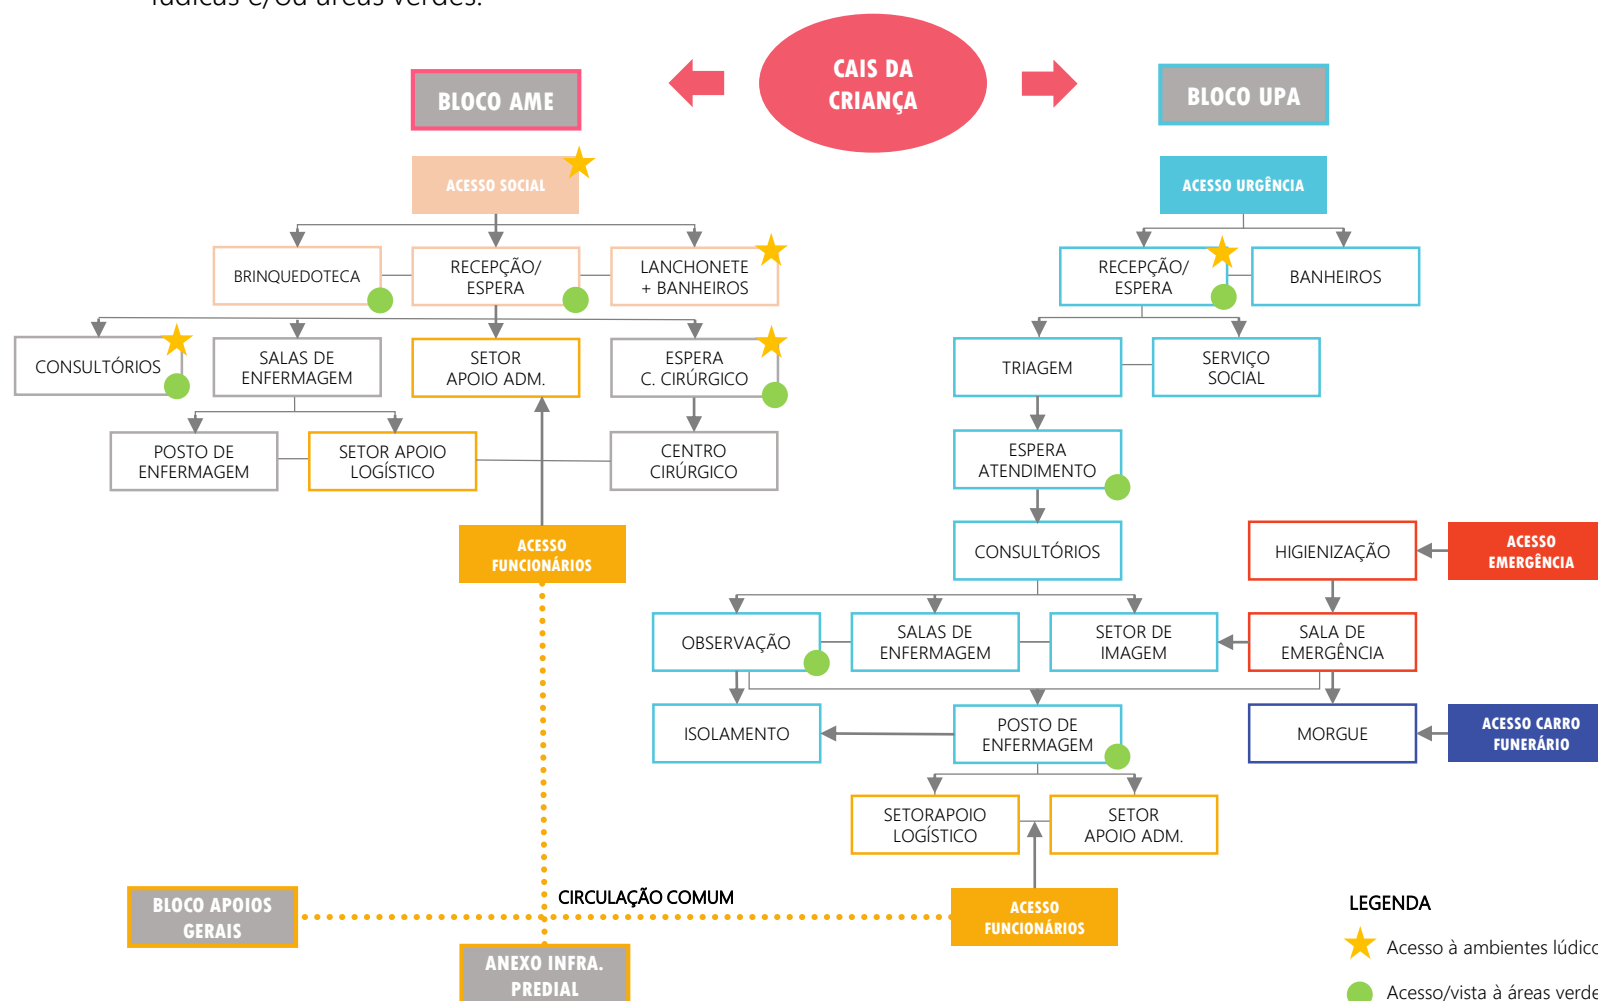 lúdicas e/ou áreas verdes.
CAIS DA
CRIANÇA
BLOCO AME
BLOCO UPA
ACESSO SOCIAL
ACESSO URGÊNCIA
BRINQUEDOTECA
RECEPÇÃO/
ESPERA
LANCHONETE
+ BANHEIROS
RECEPÇÃO/
ESPERA
BANHEIROS
CONSULTÓRIOS
SALAS DE
ENFERMAGEM
SETOR
APOIO ADM.
ESPERA
C. CIRÚRGICO
TRIAGEM
SERVIÇO
SOCIAL
POSTO DE
ENFERMAGEM
SETOR APOIO
LOGÍSTICO
CENTRO
CIRÚRGICO
ESPERA
ATENDIMENTO
ACESSO
FUNCIONÁRIOS
CONSULTÓRIOS
HIGIENIZAÇÃO
ACESSO
EMERGÊNCIA
OBSERVAÇÃO
SALAS DE
ENFERMAGEM
SETOR DE
IMAGEM
SALA DE
EMERGÊNCIA
ISOLAMENTO
POSTO DE
ENFERMAGEM
MORGUE
ACESSO CARRO
FUNERÁRIO
SETORAPOIO
LOGÍSTICO
SETOR
APOIO ADM.
CIRCULAÇÃO COMUM
BLOCO APOIOS
GERAIS
ACESSO
FUNCIONÁRIOS
ANEXO INFRA.
PREDIAL
LEGENDA
Acesso à ambientes lúdico
Acesso/vista à áreas verde